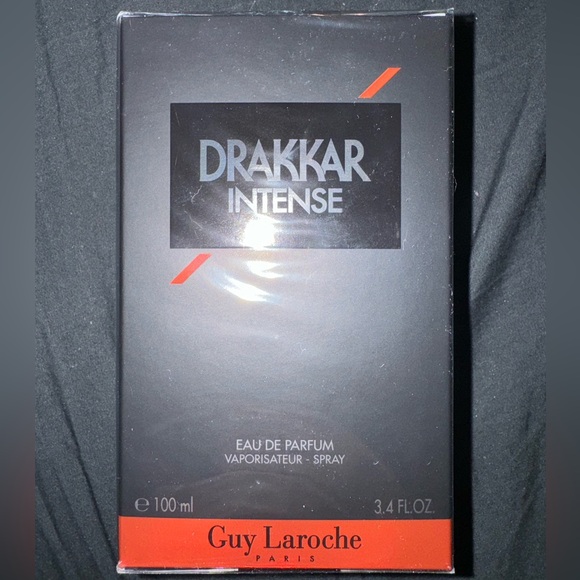 DRAKKAR
INTENSE
EAU DE PARFUM
VAPORISATEUR - SPRAY
℮ 100 ml 3.4 FL.OZ.
Guy Laroche
PARIS